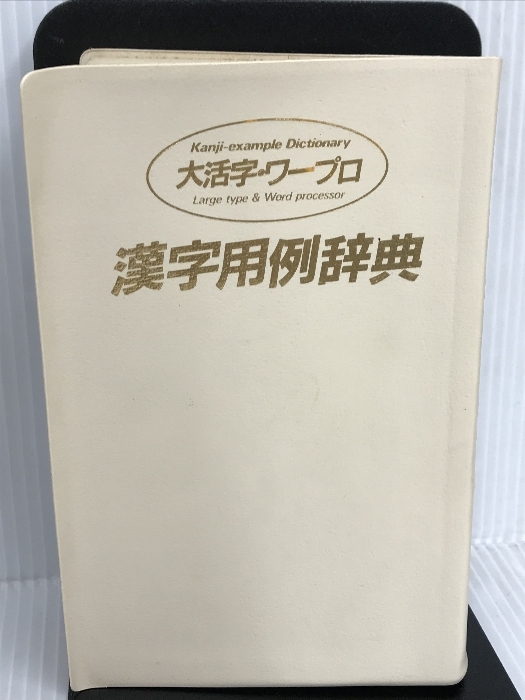 Kanji-example Dictionary
大活字・ワープロ
Large type & Word processor
漢字用例辞典